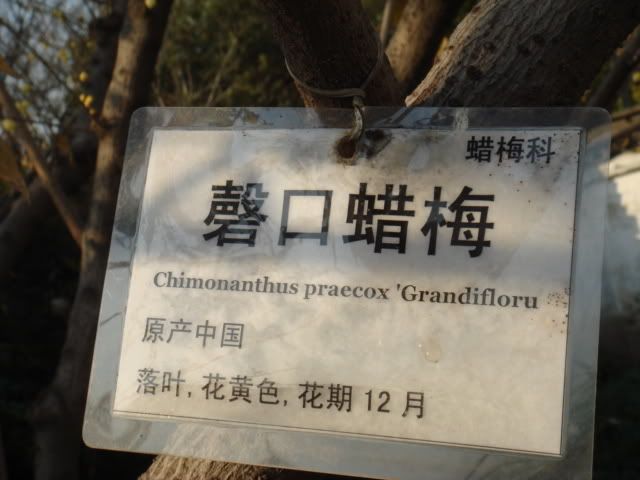 蜡梅科
磬口蜡梅
Chimonanthus praecox 'Grandifloru
原产中国
落叶, 花黄色, 花期 12 月